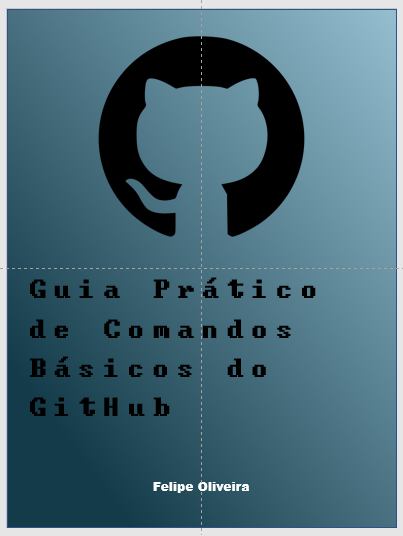 Guia Prático
de Comandos
Básicos do
GitHub
Felipe Oliveira